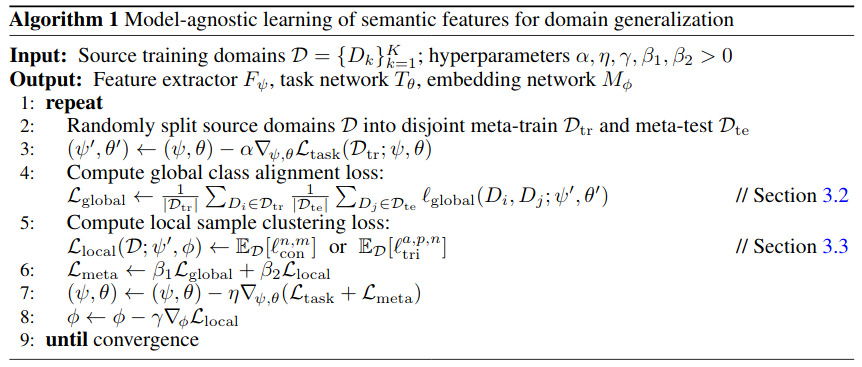 Algorithm 1 Model-agnostic learning of semantic features for domain generalization
Input: Source training domains $\mathcal{D} = \{D_k\}_{k=1}^{K}$; hyperparameters $\alpha, \eta, \gamma, \beta_1, \beta_2 > 0$
Output: Feature extractor $F_\psi$, task network $T_\theta$, embedding network $M_\phi$
1: repeat
2: Randomly split source domains $\mathcal{D}$ into disjoint meta-train $\mathcal{D}_{\text{tr}}$ and meta-test $\mathcal{D}_{\text{te}}$
3: $(\psi', \theta') \leftarrow (\psi, \theta) - \alpha \nabla_{\psi,\theta} \mathcal{L}_{\text{task}}(\mathcal{D}_{\text{tr}}; \psi, \theta)$
4: Compute global class alignment loss:
$\mathcal{L}_{\text{global}} \leftarrow \frac{1}{|\mathcal{D}_{\text{tr}}|} \sum_{D_i \in \mathcal{D}_{\text{tr}}} \frac{1}{|\mathcal{D}_{\text{te}}|} \sum_{D_j \in \mathcal{D}_{\text{te}}} \ell_{\text{global}}(D_i, D_j; \psi', \theta')$ // Section 3.2
5: Compute local sample clustering loss:
$\mathcal{L}_{\text{local}}(\mathcal{D}; \psi', \phi) \leftarrow \mathbb{E}_{\mathcal{D}}[\ell_{\text{con}}^{n,m}]$ or $\mathbb{E}_{\mathcal{D}}[\ell_{\text{tri}}^{a,p,n}]$ // Section 3.3
6: $\mathcal{L}_{\text{meta}} \leftarrow \beta_1 \mathcal{L}_{\text{global}} + \beta_2 \mathcal{L}_{\text{local}}$
7: $(\psi, \theta) \leftarrow (\psi, \theta) - \eta \nabla_{\psi,\theta} (\mathcal{L}_{\text{task}} + \mathcal{L}_{\text{meta}})$
8: $\phi \leftarrow \phi - \gamma \nabla_\phi \mathcal{L}_{\text{local}}$
9: until convergence